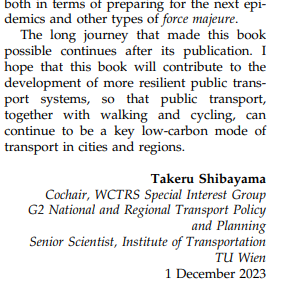 both in terms of preparing for the next epi-
demics and other types of force majeure.
The long journey that made this book
possible continues after its publication. I
hope that this book will contribute to the
development of more resilient public trans-
port systems, so that public transport,
together with walking and cycling, can
continue to be a key low-carbon mode of
transport in cities and regions.
Takeru Shibayama
Cochair, WCTRS Special Interest Group
G2 National and Regional Transport Policy
and Planning
Senior Scientist, Institute of Transportation
TU Wien
1 December 2023